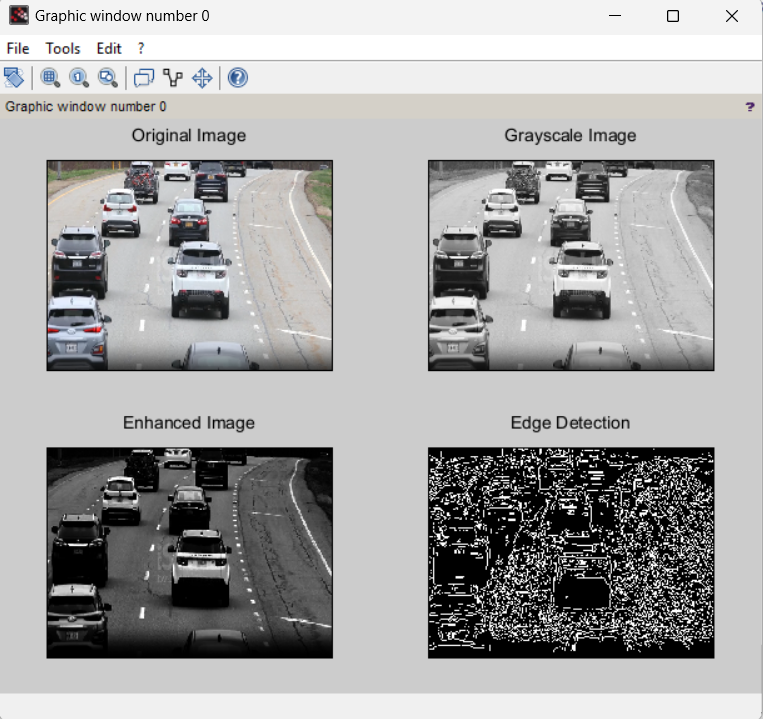 Graphic window number 0
File Tools Edit ?
Graphic window number 0 ?
Original Image
Grayscale Image
Enhanced Image
Edge Detection